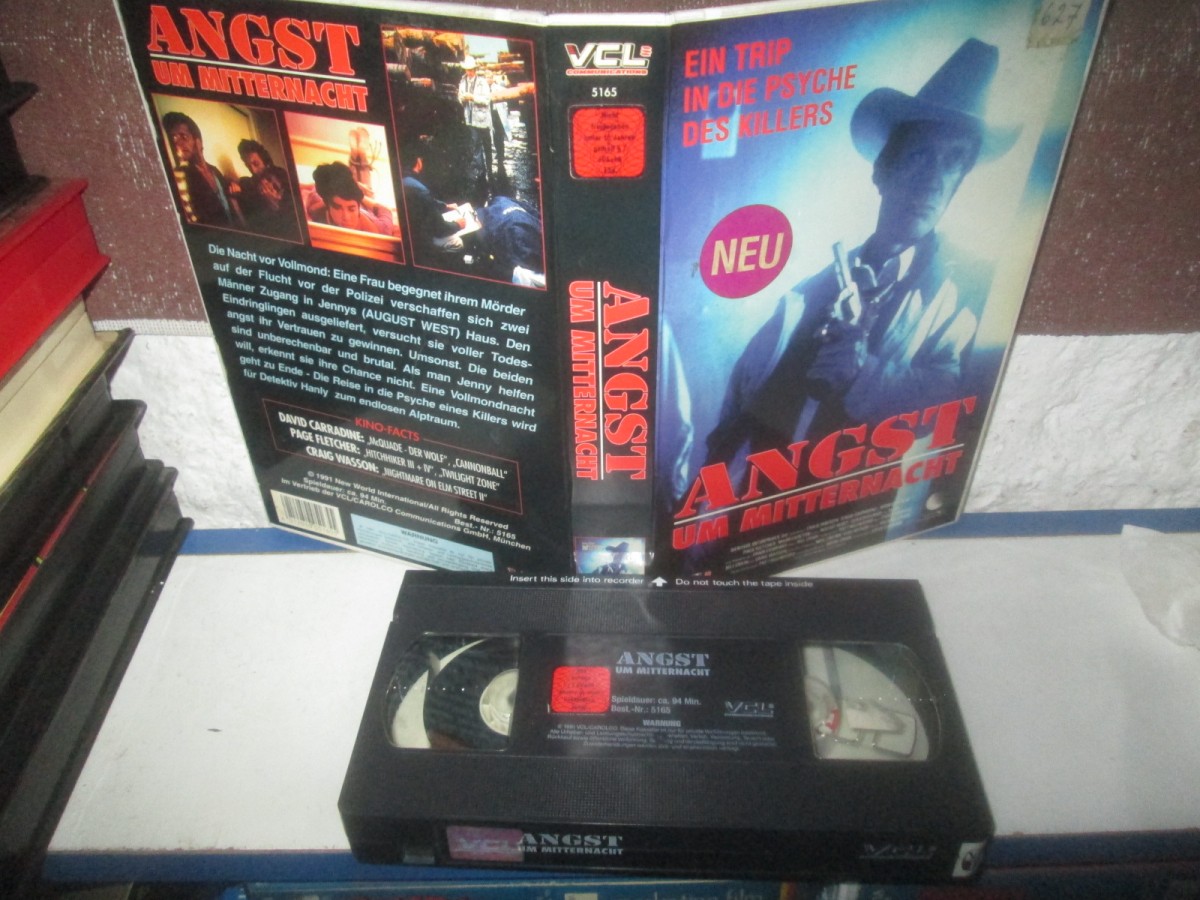 ANGST
UM MITTERNACHT
Die Nacht vor Vollmond: Eine Frau begegnet ihrem Mörder
auf der Flucht vor der Polizei verschaffen sich zwei
Männer Zugang in Jennys (AUGUST WEST) Haus. Den
Eindringlingen ausgeliefert, versucht sie voller Todes-
angst ihr Vertrauen zu gewinnen. Umsonst. Die beiden
sind unberechenbar und brutal. Als man Jenny helfen
will, erkennt sie ihre Chance nicht. Eine Vollmondnacht
geht zu Ende - Die Reise in die Psyche eines Killers wird
für Detektiv Hanly zum endlosen Alptraum.
KINO-FACTS
DAVID CARRADINE: „McQUADE - DER WOLF", „CANNONBALL"
PAGE FLETCHER: „HITCHHIKER III + IV", „TWILIGHT ZONE"
CRAIG WASSON: „NIGHTMARE ON ELM STREET II"
© 1991 New World International/All Rights Reserved
Spieldauer: ca. 94 Min. Best.- Nr.: 5165
Im Vertrieb der VCL/CAROLCO Communications GmbH, München
WARNUNG
VCL
COMMUNICATIONS
5165
ANGST
UM MITTERNACHT
627
EIN TRIP
IN DIE PSYCHE
DES KILLERS
NEU
ANGST
UM MITTERNACHT
Insert this side into recorder Do not touch the tape inside
ANGST
UM MITTERNACHT
Spieldauer: ca. 94 Min.
Best.-Nr.: 5165
VCL
WARNUNG
VCL
ANGST
UM MITTERNACHT
VCL